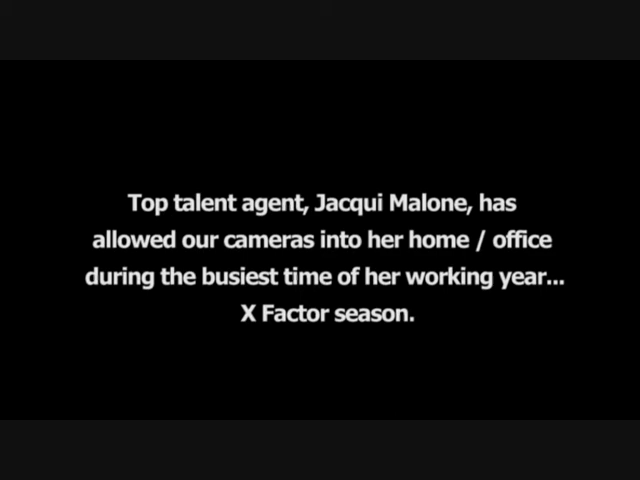 Top talent agent, Jacqui Malone, has
allowed our cameras into her home / office
during the busiest time of her working year...
X Factor season.